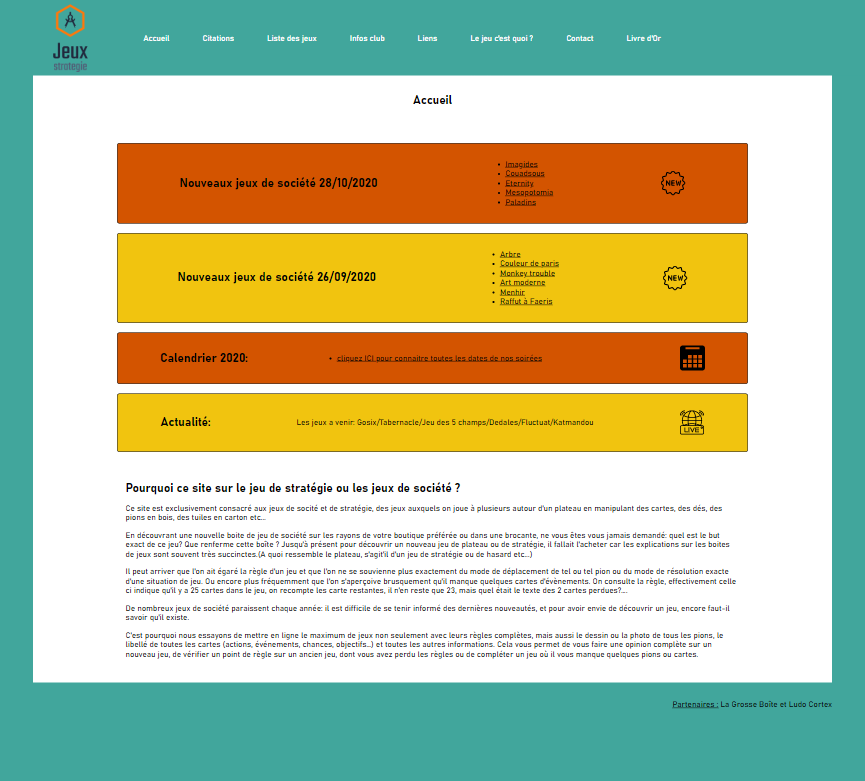 Jeux
stratégie
Accueil Citations Liste des jeux Infos club Liens Le jeu c'est quoi ? Contact Livre d'Or
Accueil
Nouveaux jeux de société 28/10/2020
Imagides
Couadsous
Eternity
Mesopotomia
Paladins
NEW
Nouveaux jeux de société 26/09/2020
Arbre
Couleur de paris
Monkey trouble
Art moderne
Menhir
Raffut à Faeris
NEW
Calendrier 2020:
cliquez ICI pour connaitre toutes les dates de nos soirées
Actualité:
Les jeux a venir: Gosix/Tabernacle/Jeu des 5 champs/Dedales/Fluctuat/Katmandou
LIVE
Pourquoi ce site sur le jeu de stratégie ou les jeux de société ?
Ce site est exclusivement consacré aux jeux de socité et de stratégie, des jeux auxquels on joue à plusieurs autour d'un plateau en manipulant des cartes, des dés, des
pions en bois, des tuiles en carton etc...
En découvrant une nouvelle boite de jeu de société sur les rayons de votre boutique préférée ou dans une brocante, ne vous êtes vous jamais demandé: quel est le but
exact de ce jeu? Que renferme cette boîte ? Jusqu'à présent pour découvrir un nouveau jeu de plateau ou de stratégie, il fallait l'acheter car les explications sur les boites
de jeux sont souvent très succinctes.(A quoi ressemble le plateau, s'agit'il d'un jeu de stratégie ou de hasard etc...)
Il peut arriver que l'on ait égaré la règle d'un jeu et que l'on ne se souvienne plus exactement du mode de déplacement de tel ou tel pion ou du mode de résolution exacte
d'une situation de jeu. Ou encore plus fréquemment que l'on s'aperçoive brusquement qu'il manque quelques cartes d'évènements. On consulte la règle, effectivement celle
ci indique qu'il y a 25 cartes dans le jeu, on recompte les carte restantes, il n'en reste que 23, mais quel était le texte des 2 cartes perdues?....
De nombreux jeux de société paraissent chaque année: il est difficile de se tenir informé des dernières nouveautés, et pour avoir envie de découvrir un jeu, encore faut-il
savoir qu'il existe.
C'est pourquoi nous essayons de mettre en ligne le maximum de jeux non seulement avec leurs règles complètes, mais aussi le dessin ou la photo de tous les pions, le
libellé de toutes les cartes (actions, événements, chances, objectifs...) et toutes les autres informations. Cela vous permet de vous faire une opinion complète sur un
nouveau jeu, de vérifier un point de règle sur un ancien jeu, dont vous avez perdu les règles ou de compléter un jeu où il vous manque quelques pions ou cartes.
Partenaires : La Grosse Boîte et Ludo Cortex